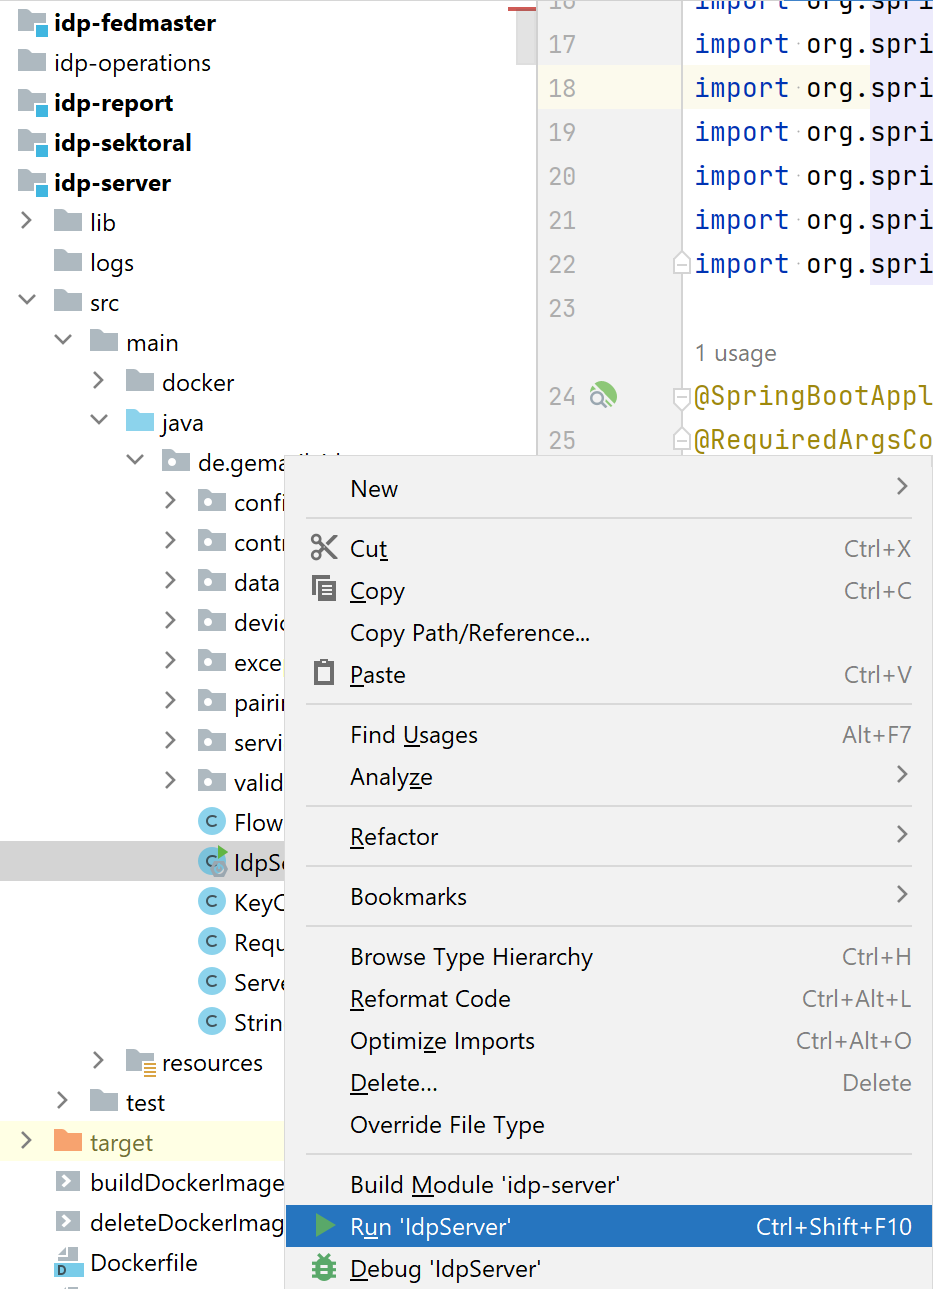 idp-fedmaster
idp-operations
idp-report
idp-sektoral
idp-server
lib
logs
src
main
docker
java
de.gema
confi
contr
data
devic
exce
pairi
servi
valid
Flow
IdpSe
KeyC
Requ
Serve
Strin
resources
test
target
buildDockerImage
deleteDockerImag
Dockerfile
16 import org.spri
17 import org.spri
18 import org.spri
19 import org.spri
20 import org.spri
21 import org.spri
22 import org.spri
23
1 usage
24 @SpringBootAppl
25 @RequiredArgsCo
New
Cut Ctrl+X
Copy Ctrl+C
Copy Path/Reference...
Paste Ctrl+V
Find Usages Alt+F7
Analyze
Refactor
Bookmarks
Browse Type Hierarchy Ctrl+H
Reformat Code Ctrl+Alt+L
Optimize Imports Ctrl+Alt+O
Delete... Delete
Override File Type
Build Module 'idp-server'
Run 'IdpServer' Ctrl+Shift+F10
Debug 'IdpServer'